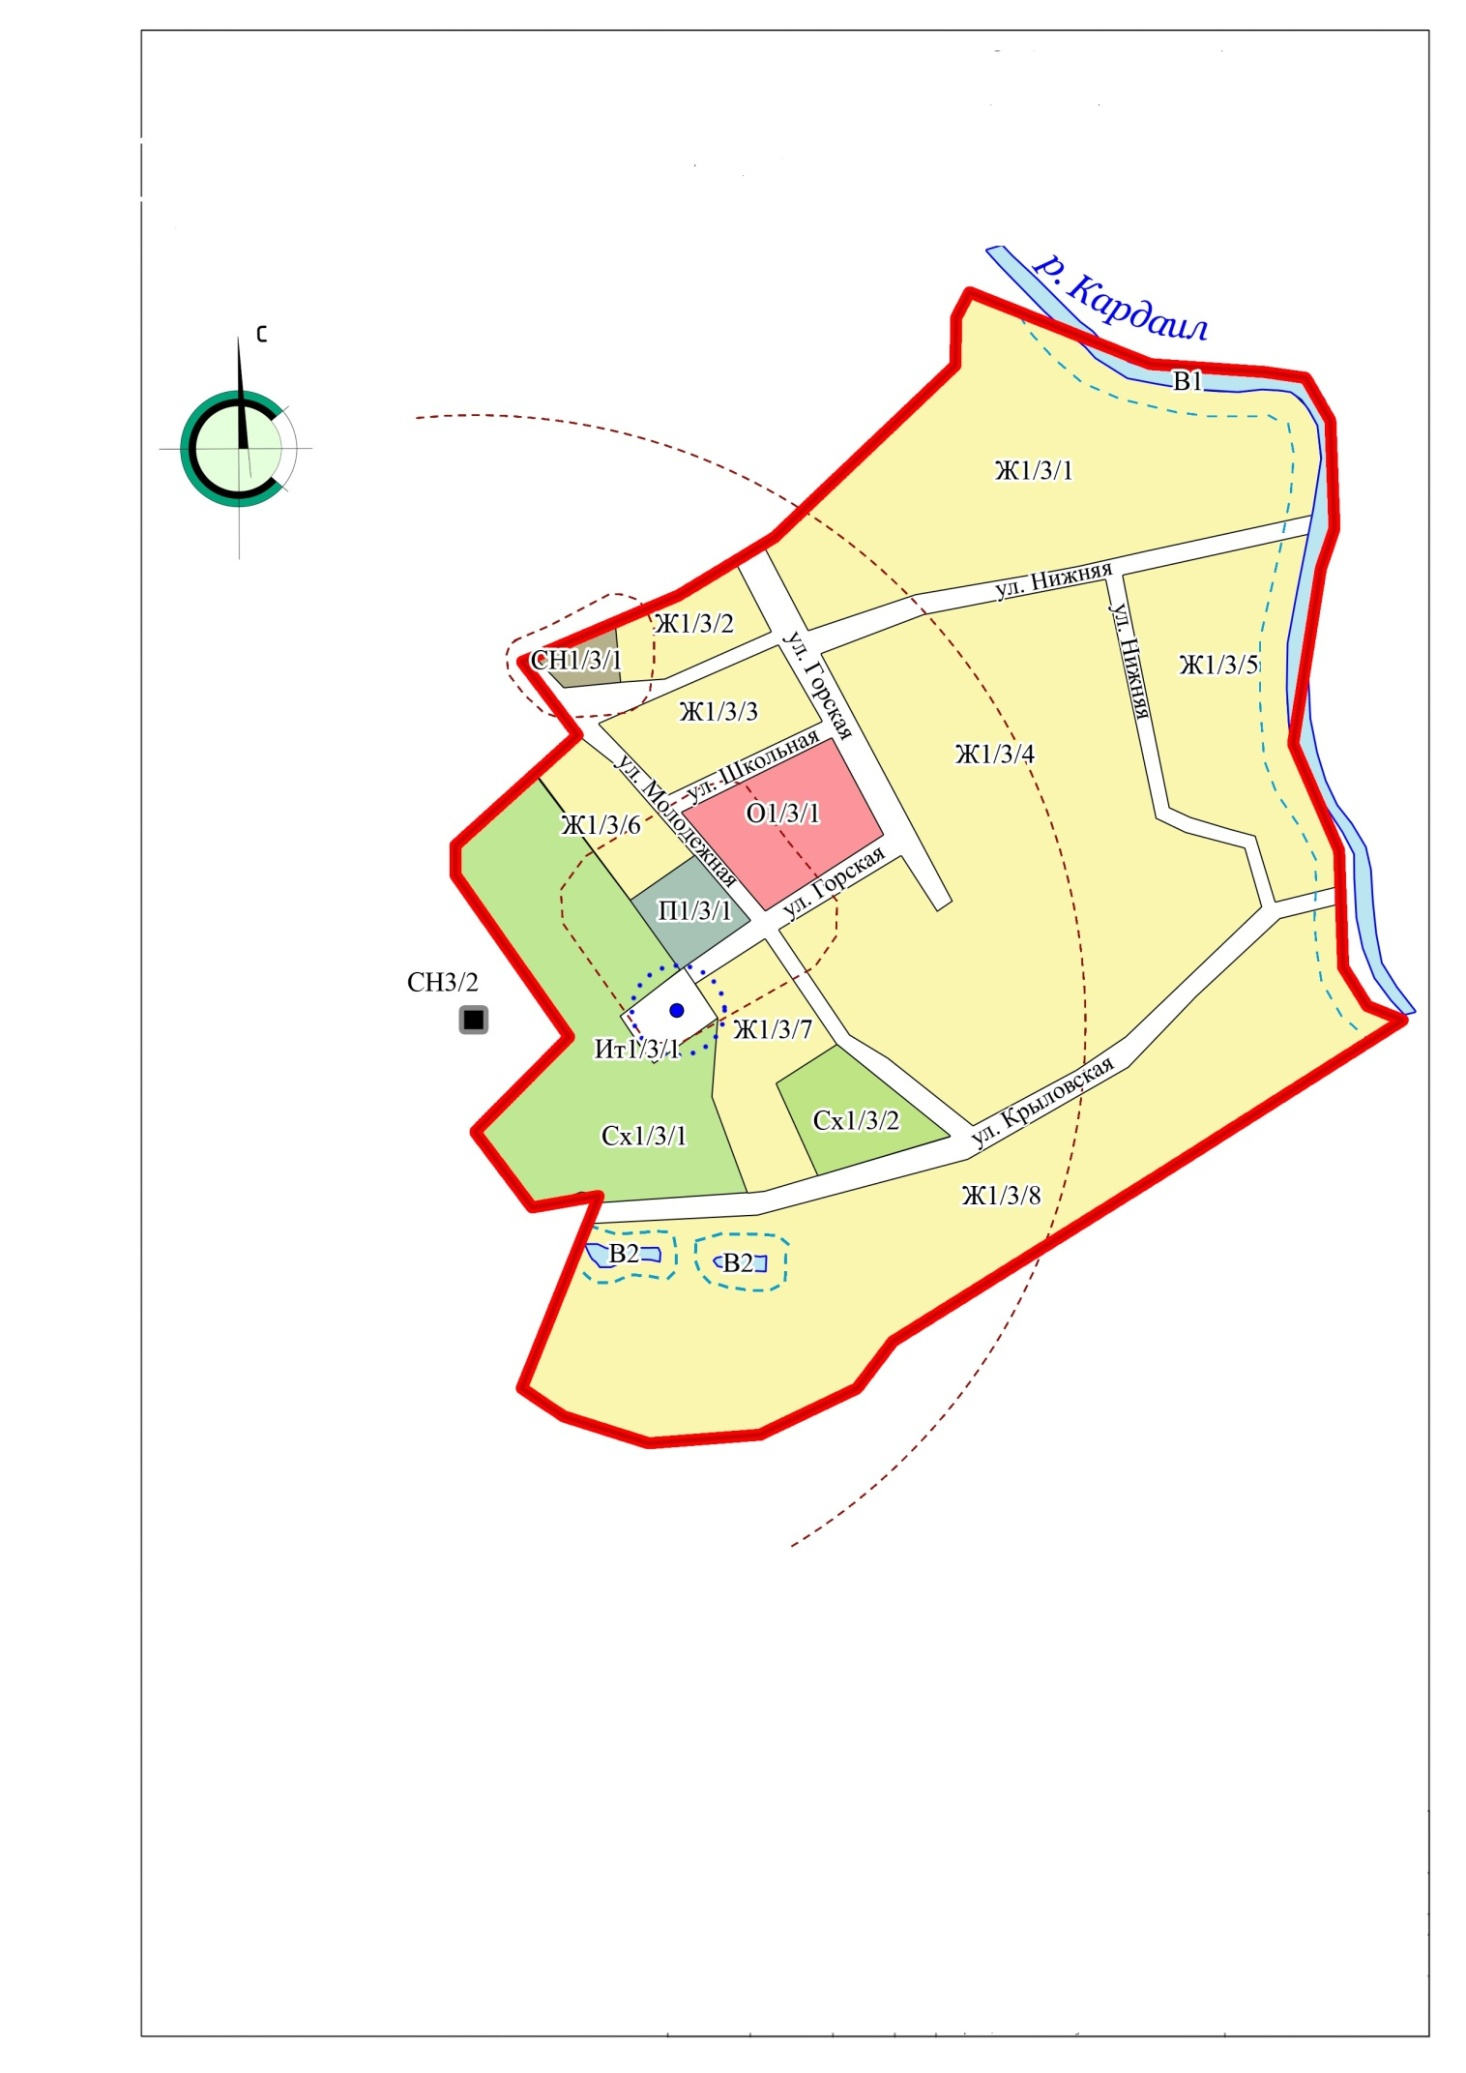 р. Кардаил
С
В1
Ж1/3/1
ул. Нижняя
Ж1/3/2
ул. Нижняя
СН1/3/1
ул. Горская
Ж1/3/5
Ж1/3/3
ул. Школьная
Ж1/3/4
ул. Молодежная
О1/3/1
Ж1/3/6
ул. Горская
П1/3/1
СН3/2
Ж1/3/7
Ит1/3/1
ул. Крыловская
Сх1/3/2
Сх1/3/1
Ж1/3/8
В2
В2